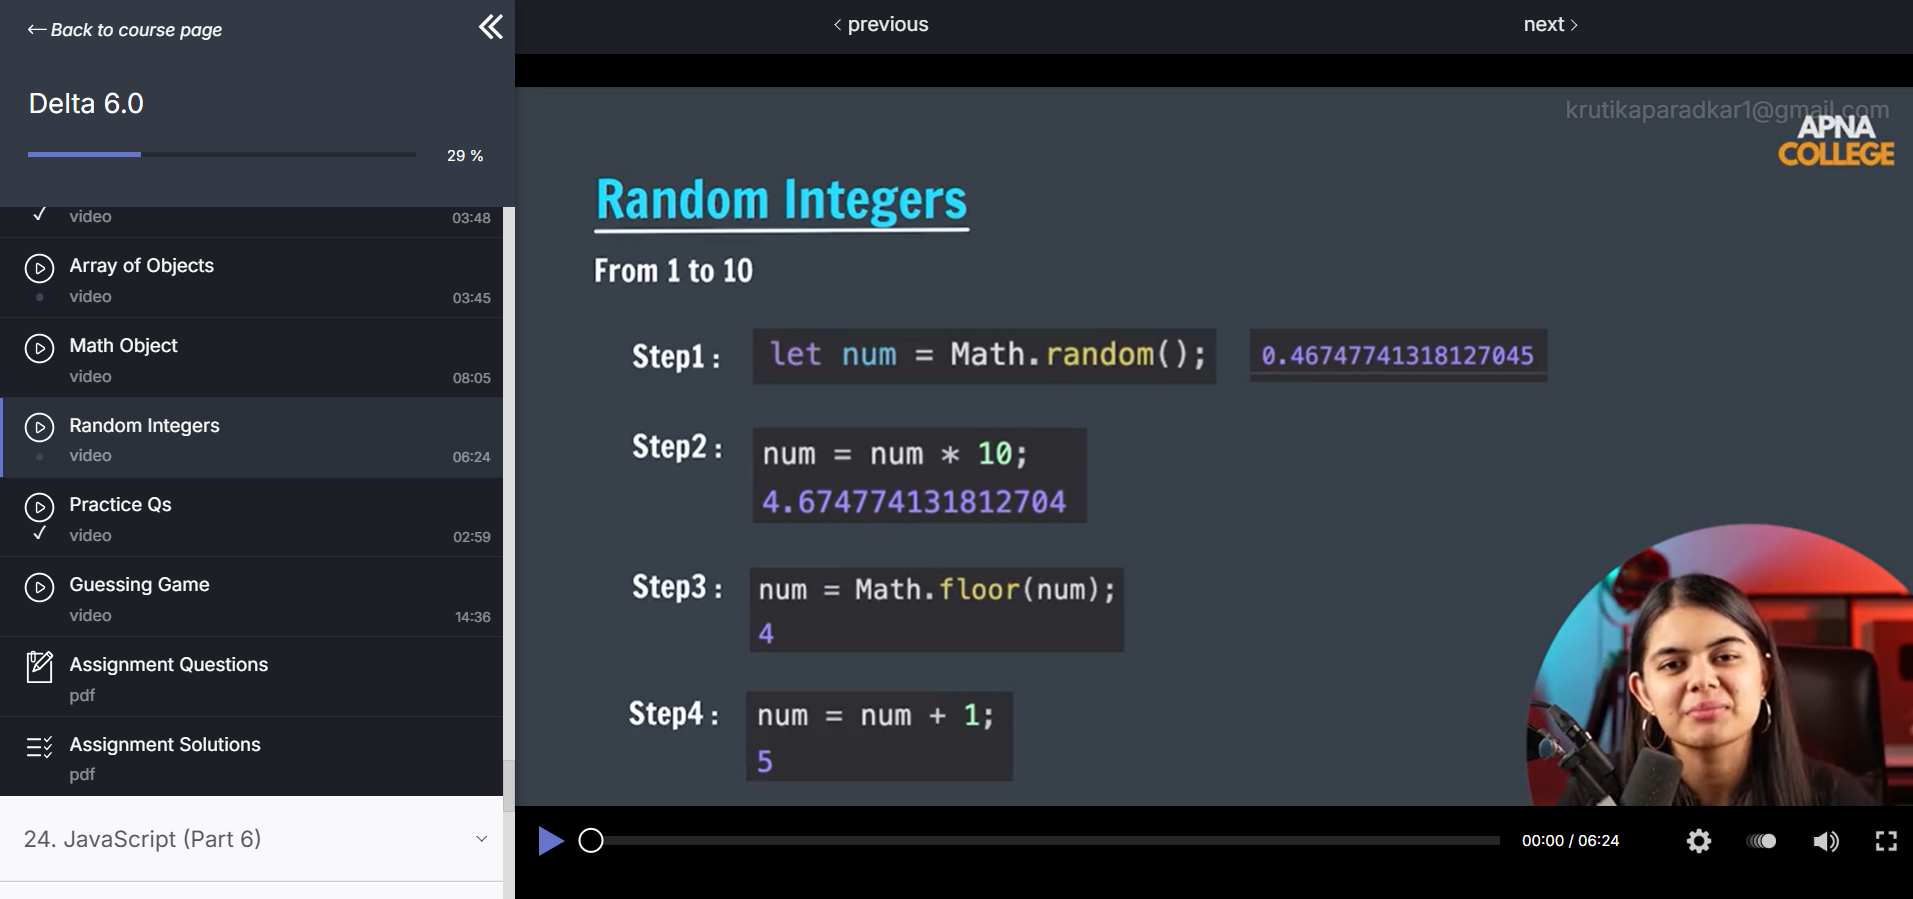 ← Back to course page
Delta 6.0
29 %
video
03:48
Array of Objects
video
03:45
Math Object
video
08:05
Random Integers
video
06:24
Practice Qs
video
02:59
Guessing Game
video
14:36
Assignment Questions
pdf
Assignment Solutions
pdf
24. JavaScript (Part 6)
‹ previous
next ›
krutikaparadkar1@gmail.com
APNA
COLLEGE
Random Integers
From 1 to 10
Step1 : let num = Math.random(); 0.46747741318127045
Step2 : num = num * 10;
4.674774131812704
Step3 : num = Math.floor(num);
4
Step4 : num = num + 1;
5
00:00 / 06:24